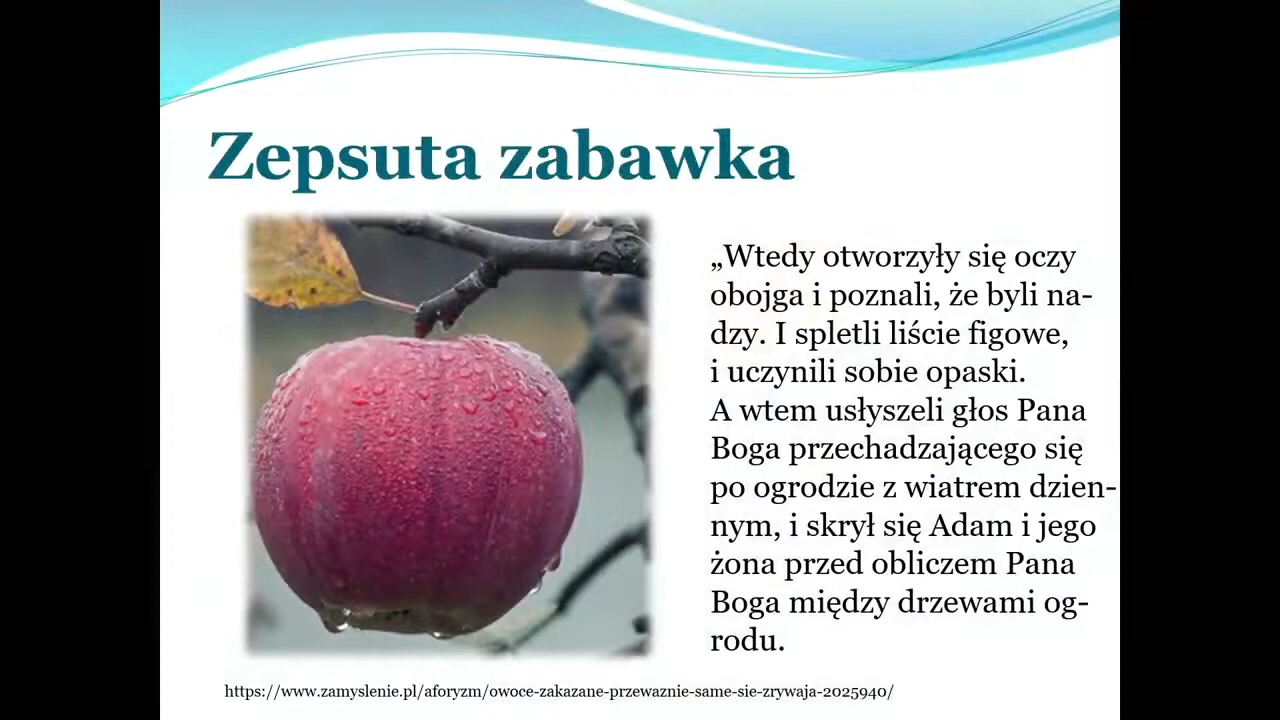 Zepsuta zabawka
„Wtedy otworzyły się oczy
obojga i poznali, że byli na-
dzy. I spletli liście figowe,
i uczynili sobie opaski.
A wtem usłyszeli głos Pana
Boga przechadzającego się
po ogrodzie z wiatrem dzien-
nym, i skrył się Adam i jego
żona przed obliczem Pana
Boga między drzewami og-
rodu.
https://www.zamyslenie.pl/aforyzm/owoce-zakazane-przewaznie-same-sie-zrywaja-2025940/